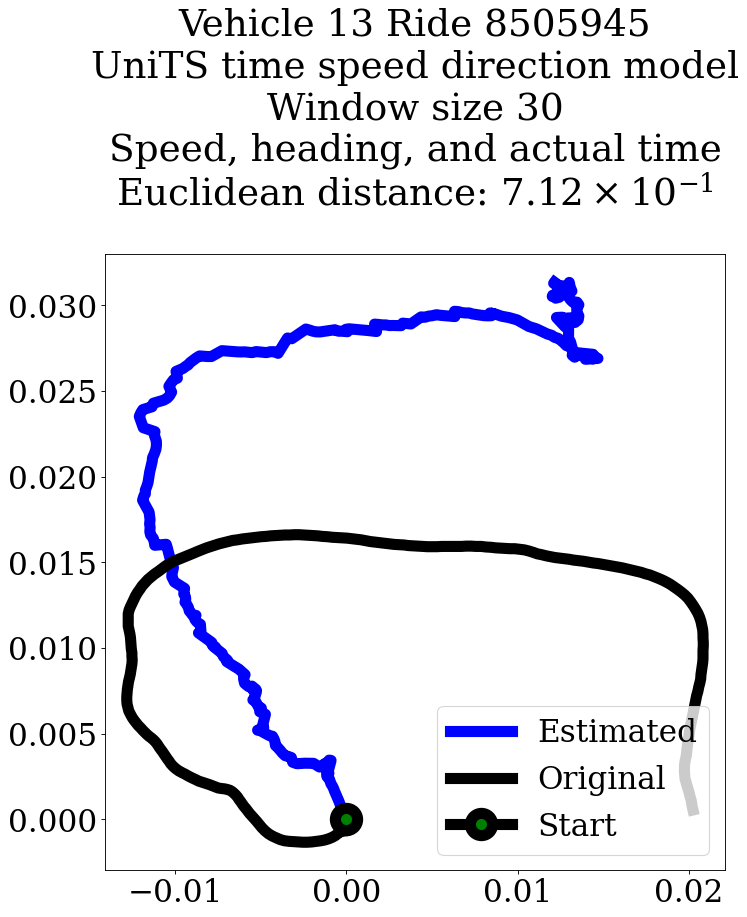 Vehicle 13 Ride 8505945
UniTS time speed direction model
Window size 30
Speed, heading, and actual time
Euclidean distance: 7.12 × 10⁻¹
0.030
0.025
0.020
0.015
0.010
0.005
0.000
Estimated
Original
Start
−0.01
0.00
0.01
0.02